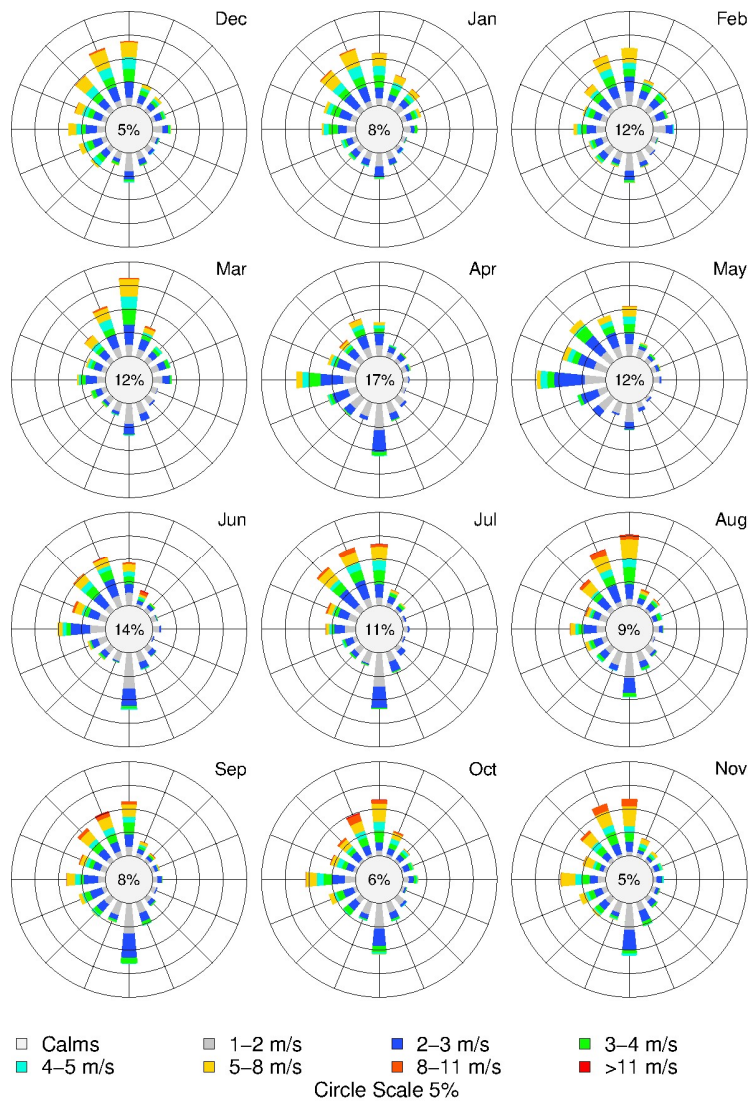 Dec Jan Feb
5% 8% 12%
Mar Apr May
12% 17% 12%
Jun Jul Aug
14% 11% 9%
Sep Oct Nov
8% 6% 5%
Calms 1–2 m/s 2–3 m/s 3–4 m/s
4–5 m/s 5–8 m/s 8–11 m/s >11 m/s
Circle Scale 5%